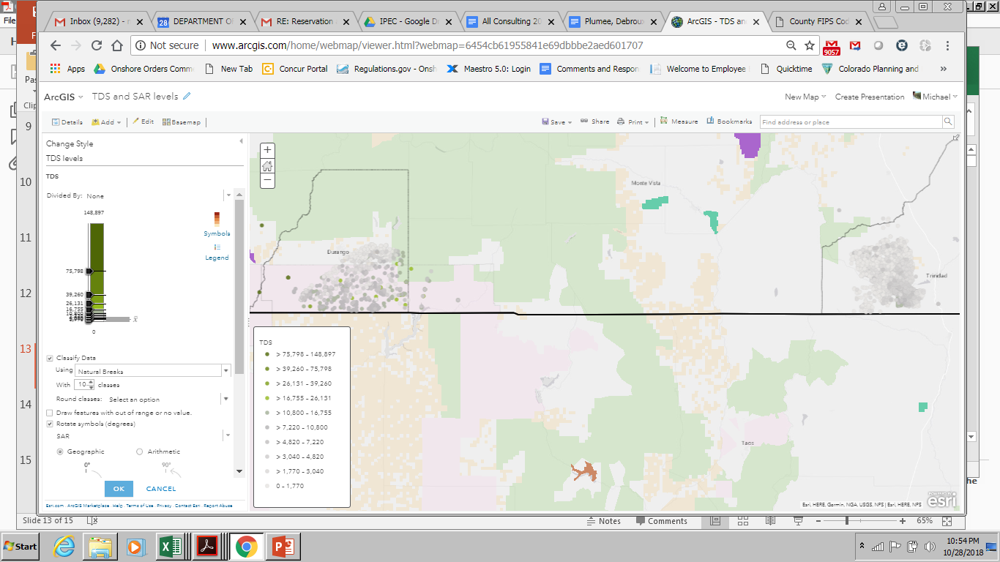 File
Inbox (9,282) - r
DEPARTMENT OF
RE: Reservation
IPEC - Google Dr
All Consulting 20
Plumee, Debrou
ArcGIS - TDS an
County FIPS Cod
Not secure
www.arcgis.com/home/webmap/viewer.html?webmap=6454cb61955841e69dbbbe2aed601707
9057
Apps
Onshore Orders Comm
New Tab
Concur Portal
Regulations.gov - Onsh
Maestro 5.0: Login
Comments and Respon
Welcome to Employee
Quicktime
Colorado Planning and
»
F
H
Pas
Clip
ArcGIS
TDS and SAR levels
New Map
Create Presentation
Michael
Details
Add
Edit
Basemap
Save
Share
Print
Measure
Bookmarks
Find address or place
Change Style
TDS levels
TDS
Divided By: None
148,897
75,798
39,260
26,131
16,755
x̄
0
Symbols
Legend
Classify Data
Using Natural Breaks
With 10 classes
Round classes: Select an option
Draw features with out of range or no value.
Rotate symbols (degrees)
SAR
Geographic
Arithmetic
0°
90°
OK
CANCEL
Esri.com . ArcGIS Marketplace . Help . Terms of Use . Privacy . Contact Esri . Report Abuse
+
−
Durango
Monte Vista
Trinidad
Taos
TDS
> 75,798 - 148,897
> 39,260 - 75,798
> 26,131 - 39,260
> 16,755 - 26,131
> 10,800 - 16,755
> 7,220 - 10,800
> 4,820 - 7,220
> 3,040 - 4,820
> 1,770 - 3,040
0 - 1,770
Esri, HERE, Garmin, NGA, USGS, NPS | Esri, HERE, NPS
esri
9
10
11
12
13
14
15
he
Slide 13 of 15
Notes
Comments
65%
Start
10:54 PM
10/28/2018